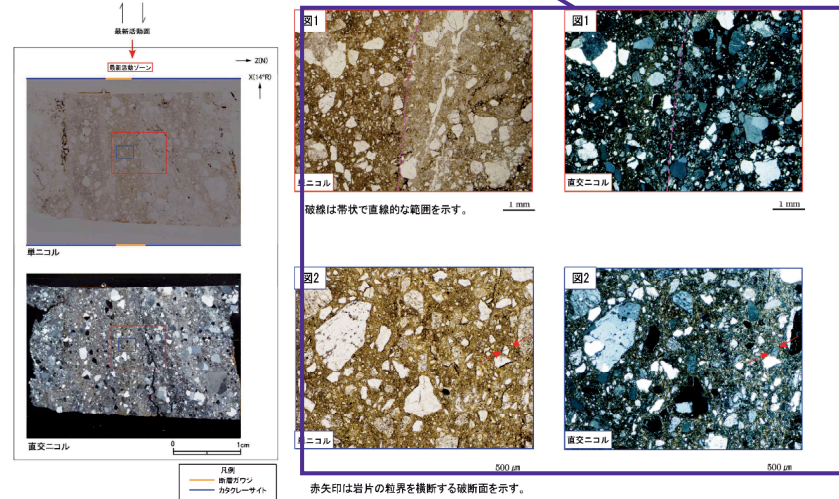 最新活動面
最新活動ゾーン
Z(N)
X(14°R)
単ニコル
直交ニコル
0 1cm
凡例
断層ガウジ
カタクレーサイト
図1
単ニコル
破線は帯状で直線的な範囲を示す。
1 mm
図1
直交ニコル
1 mm
図2
単ニコル
500 μm
図2
直交ニコル
500 μm
赤矢印は岩片の粒界を横断する破断面を示す。